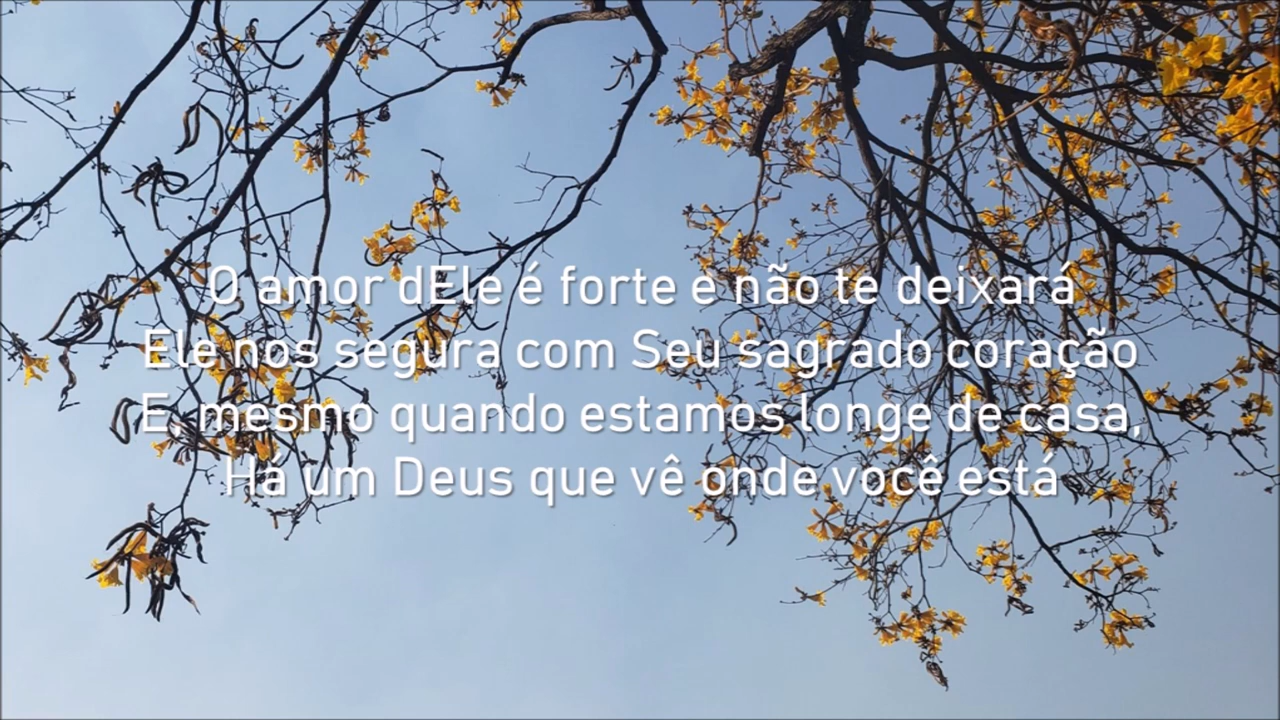 O amor dEle é forte e não te deixará
Ele nos segura com Seu sagrado coração
E, mesmo quando estamos longe de casa,
Há um Deus que vê onde você está